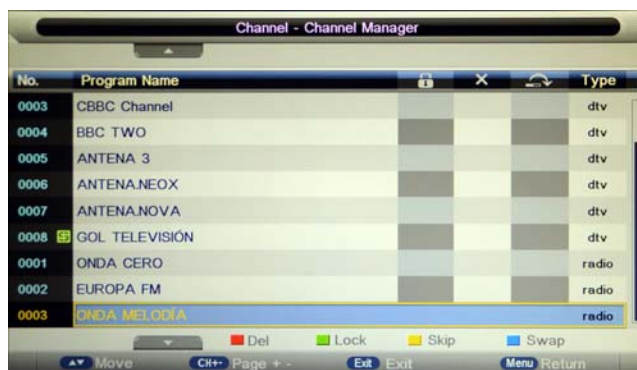 Channel - Channel Manager
No. Program Name Type
0003 CBBC Channel dtv
0004 BBC TWO dtv
0005 ANTENA 3 dtv
0006 ANTENA.NEOX dtv
0007 ANTENA.NOVA dtv
0008 S GOL TELEVISIÓN dtv
0001 ONDA CERO radio
0002 EUROPA FM radio
0003 ONDA MELODÍA radio
Del Lock Skip Swap
Move CH+- Page + - Exit Exit Menu Return